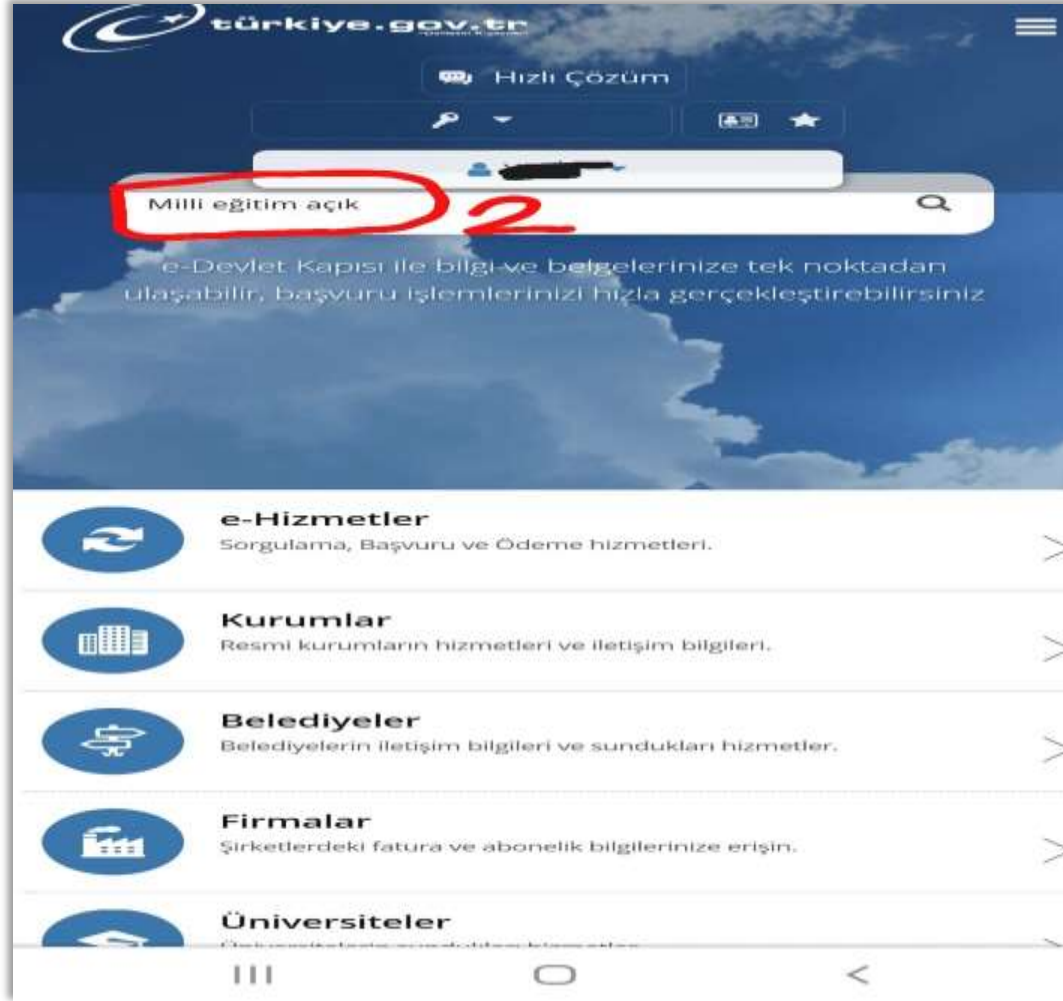 türkiye.gov.tr
Hızlı Çözüm
Milli eğitim açık
2
e-Devlet Kapısı ile bilgi ve belgelerinize tek noktadan
ulaşabilir, başvuru işlemlerinizi hızla gerçekleştirebilirsiniz
e-Hizmetler
Sorgulama, Başvuru ve Ödeme hizmetleri.
Kurumlar
Resmi kurumların hizmetleri ve iletişim bilgileri.
Belediyeler
Belediyelerin iletişim bilgileri ve sundukları hizmetler.
Firmalar
Şirketlerdeki fatura ve abonelik bilgilerinize erişin.
Üniversiteler